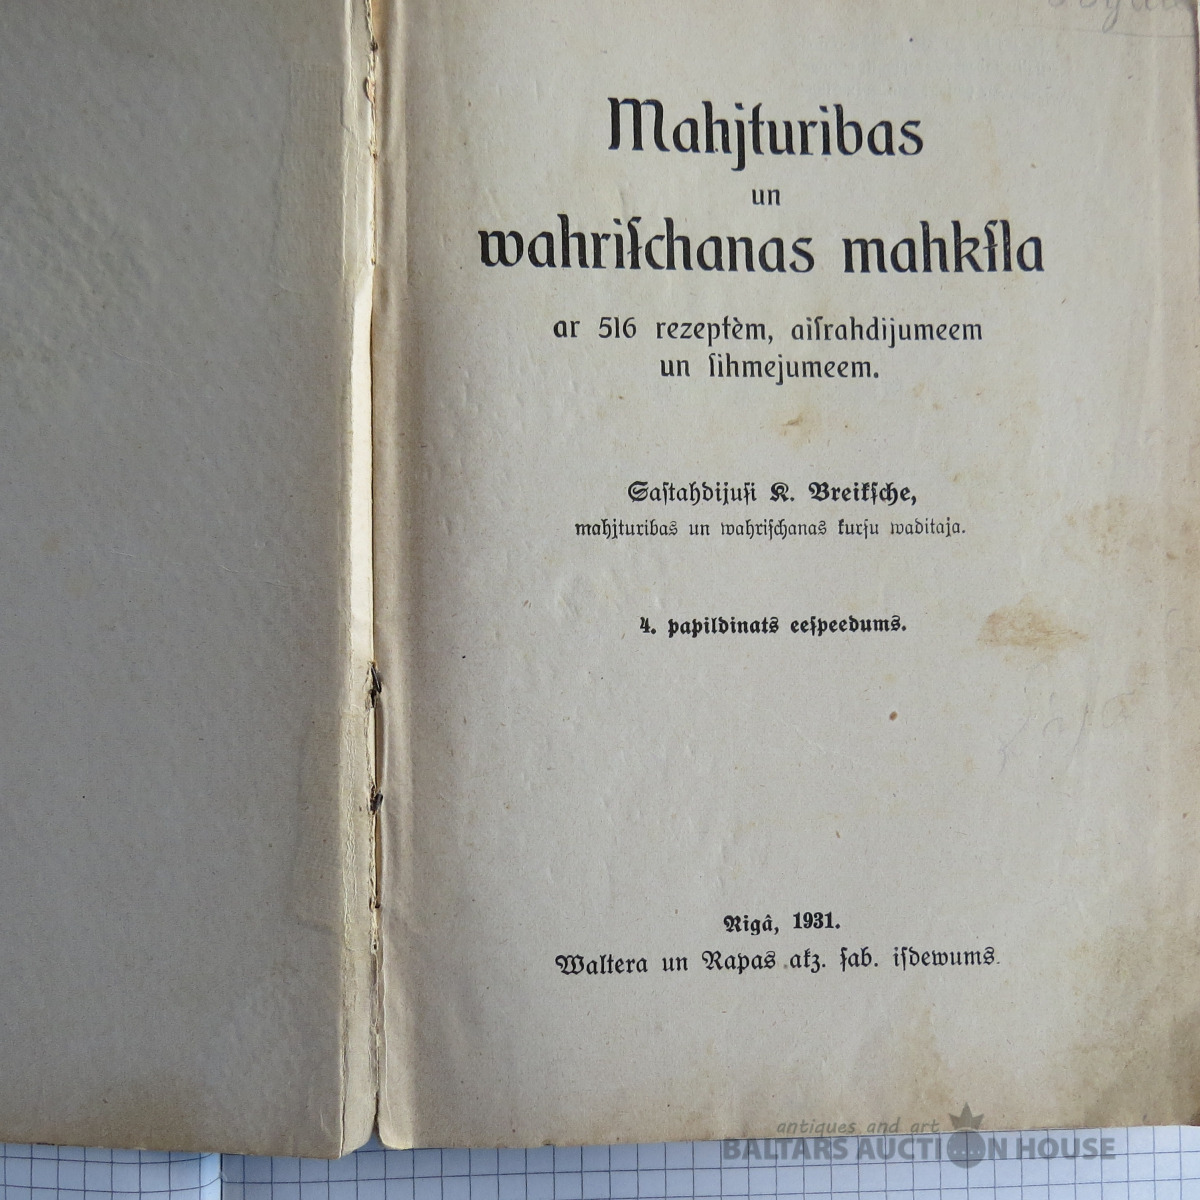 Mahjturibas
un
wahriſchanas mahkſla
ar 516 rezeptèm, aiſrahdijumeem
un ſihmejumeem.
Saſtahdijuſi K. Breikſche,
mahjturibas un wahriſchanas kurſu waditaja.
4. papildinats eeſpeedums.
Rigâ, 1931.
Waltera un Rapas akz. ſab. iſdewums.
antiques and art
BALTARS AUCTION HOUSE